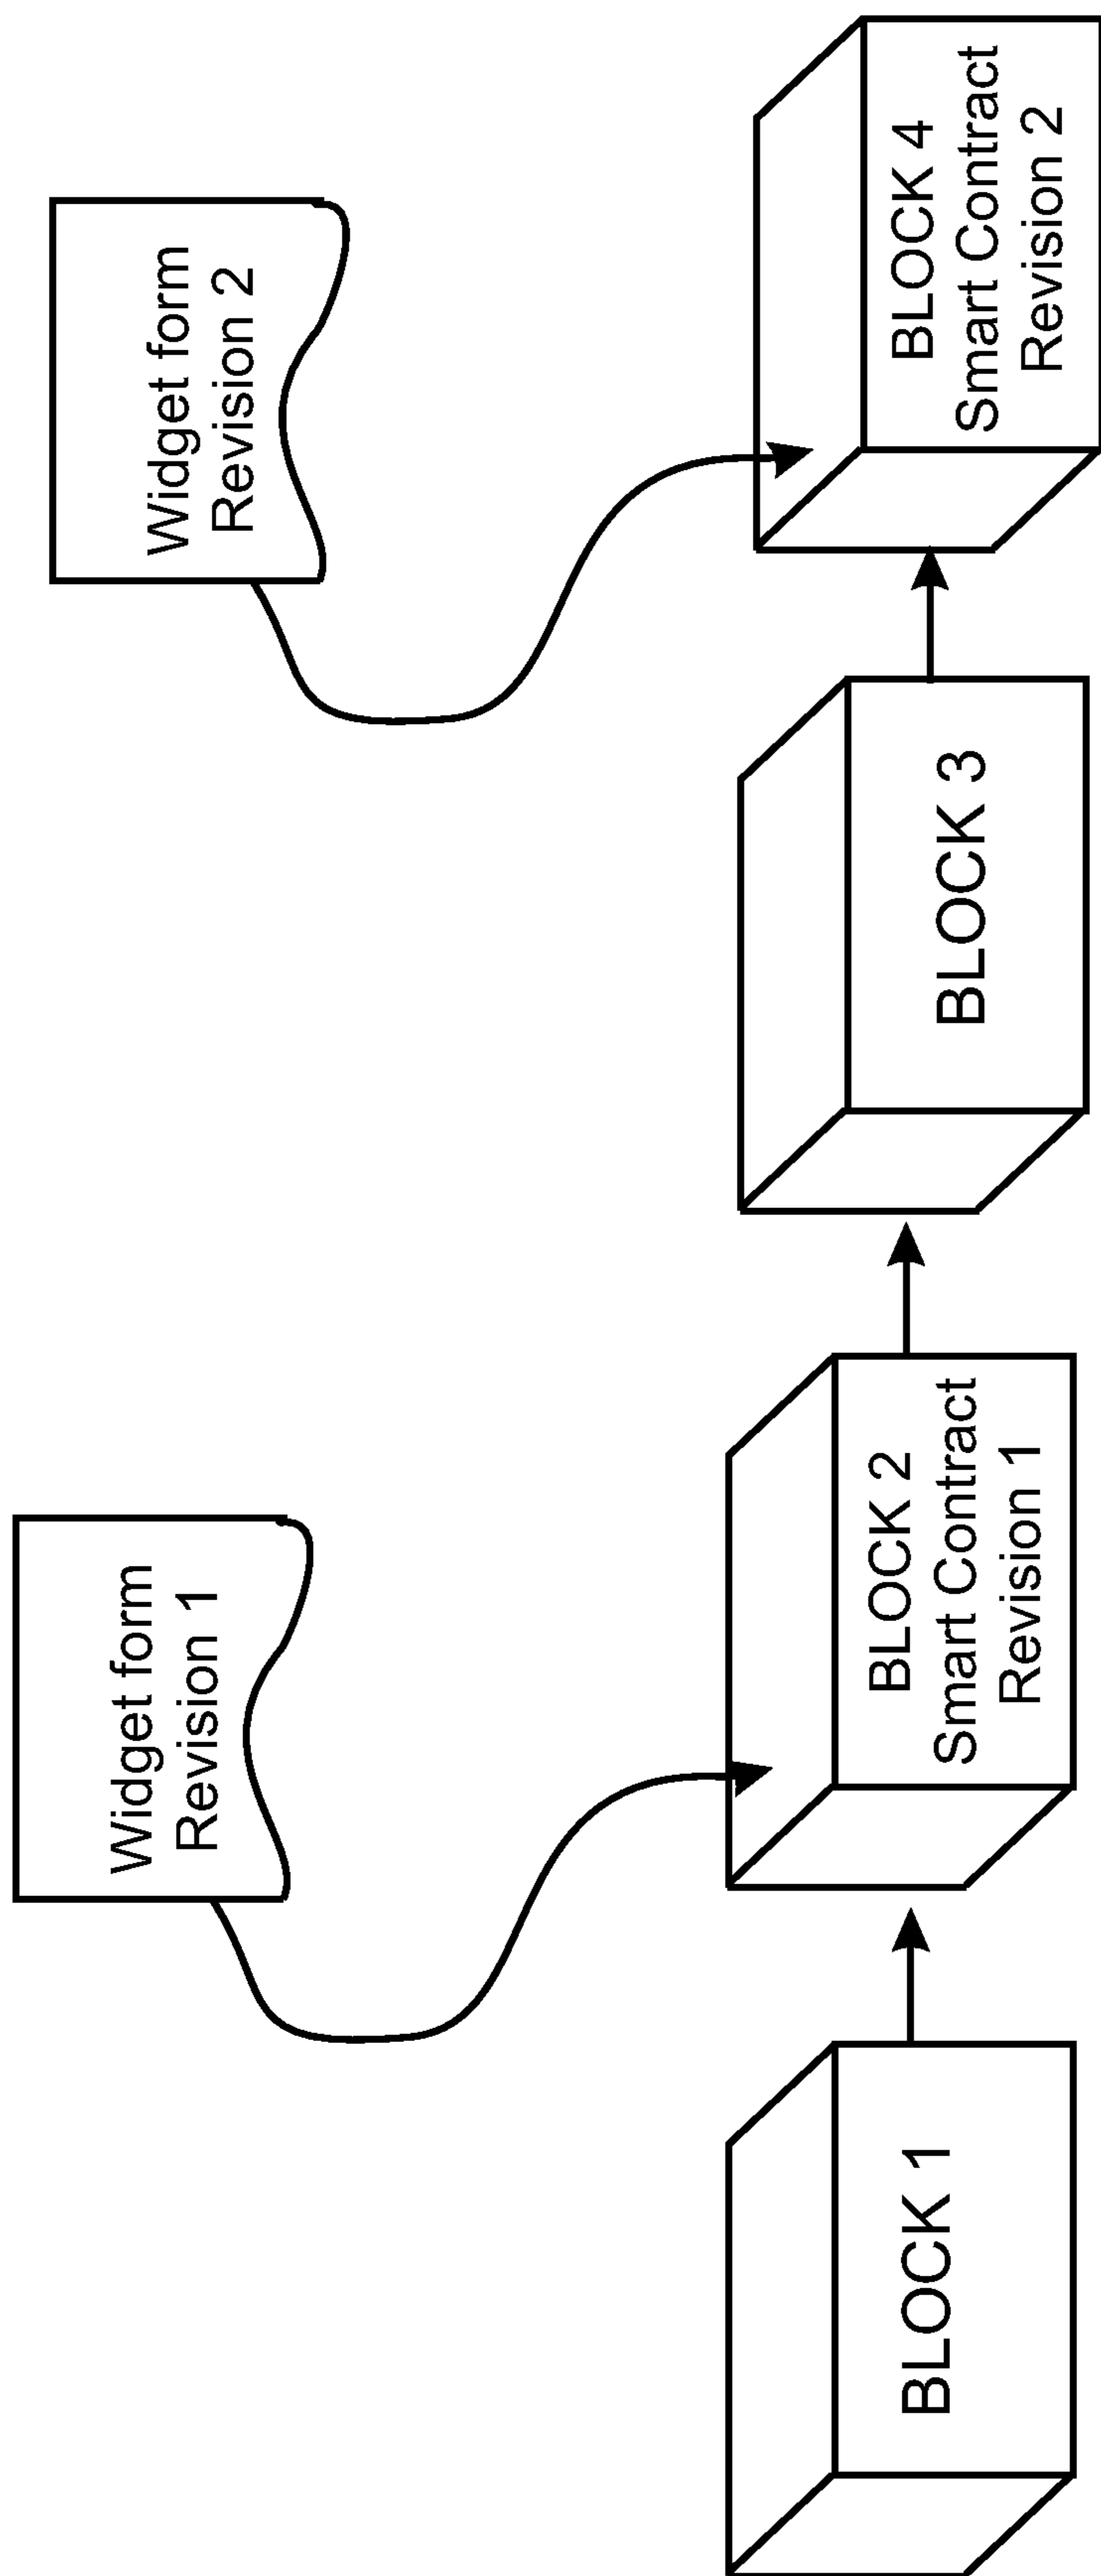 Widget form
Revision 1
Widget form
Revision 2
BLOCK 1
BLOCK 2
Smart Contract
Revision 1
BLOCK 3
BLOCK 4
Smart Contract
Revision 2